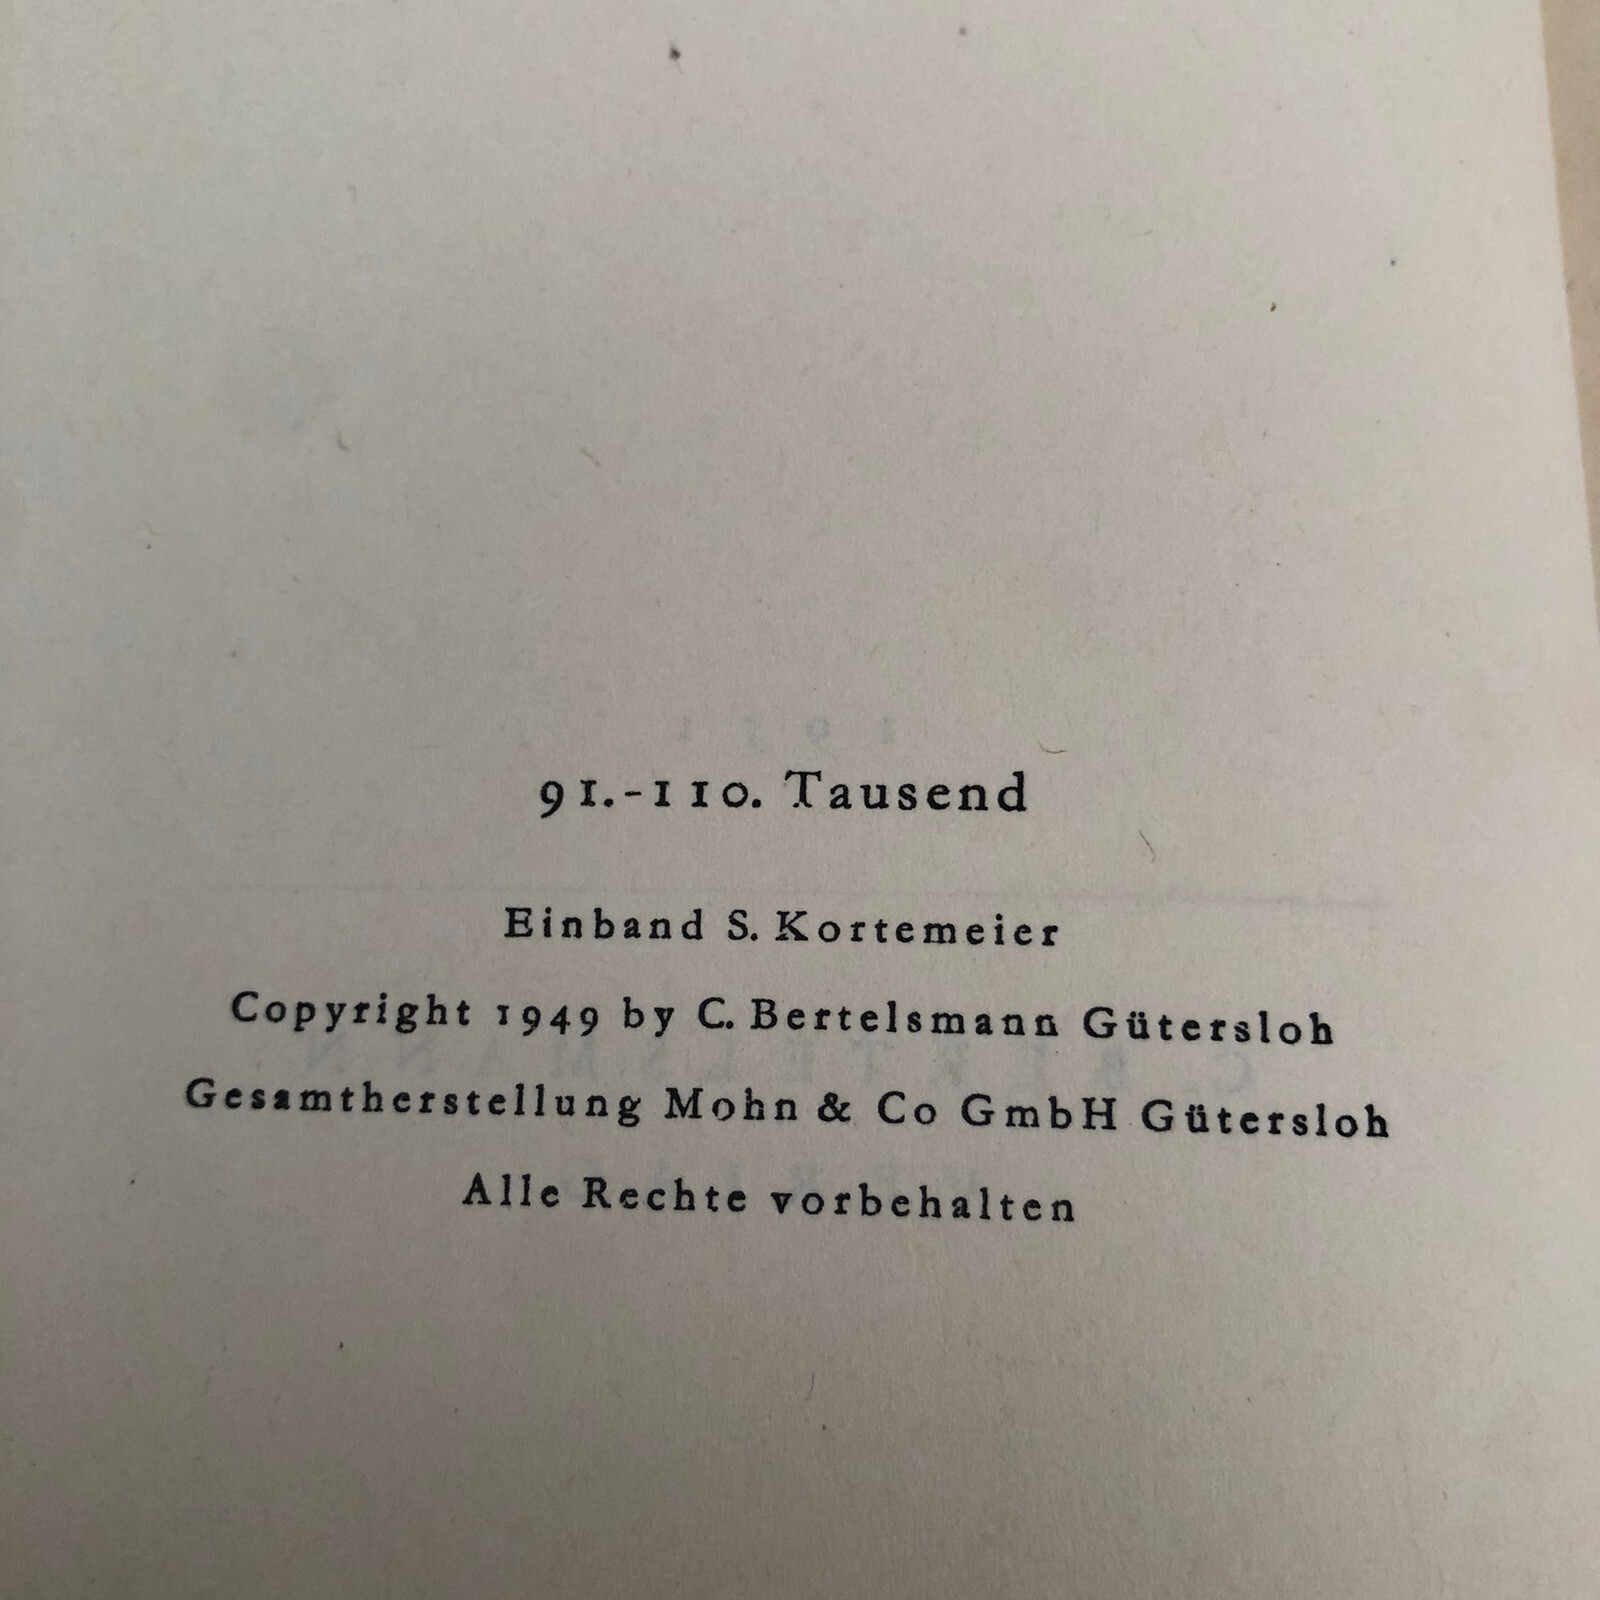 91.-110. Tausend
Einband S. Kortemeier
Copyright 1949 by C. Bertelsmann Gütersloh
Gesamtherstellung Mohn & Co GmbH Gütersloh
Alle Rechte vorbehalten